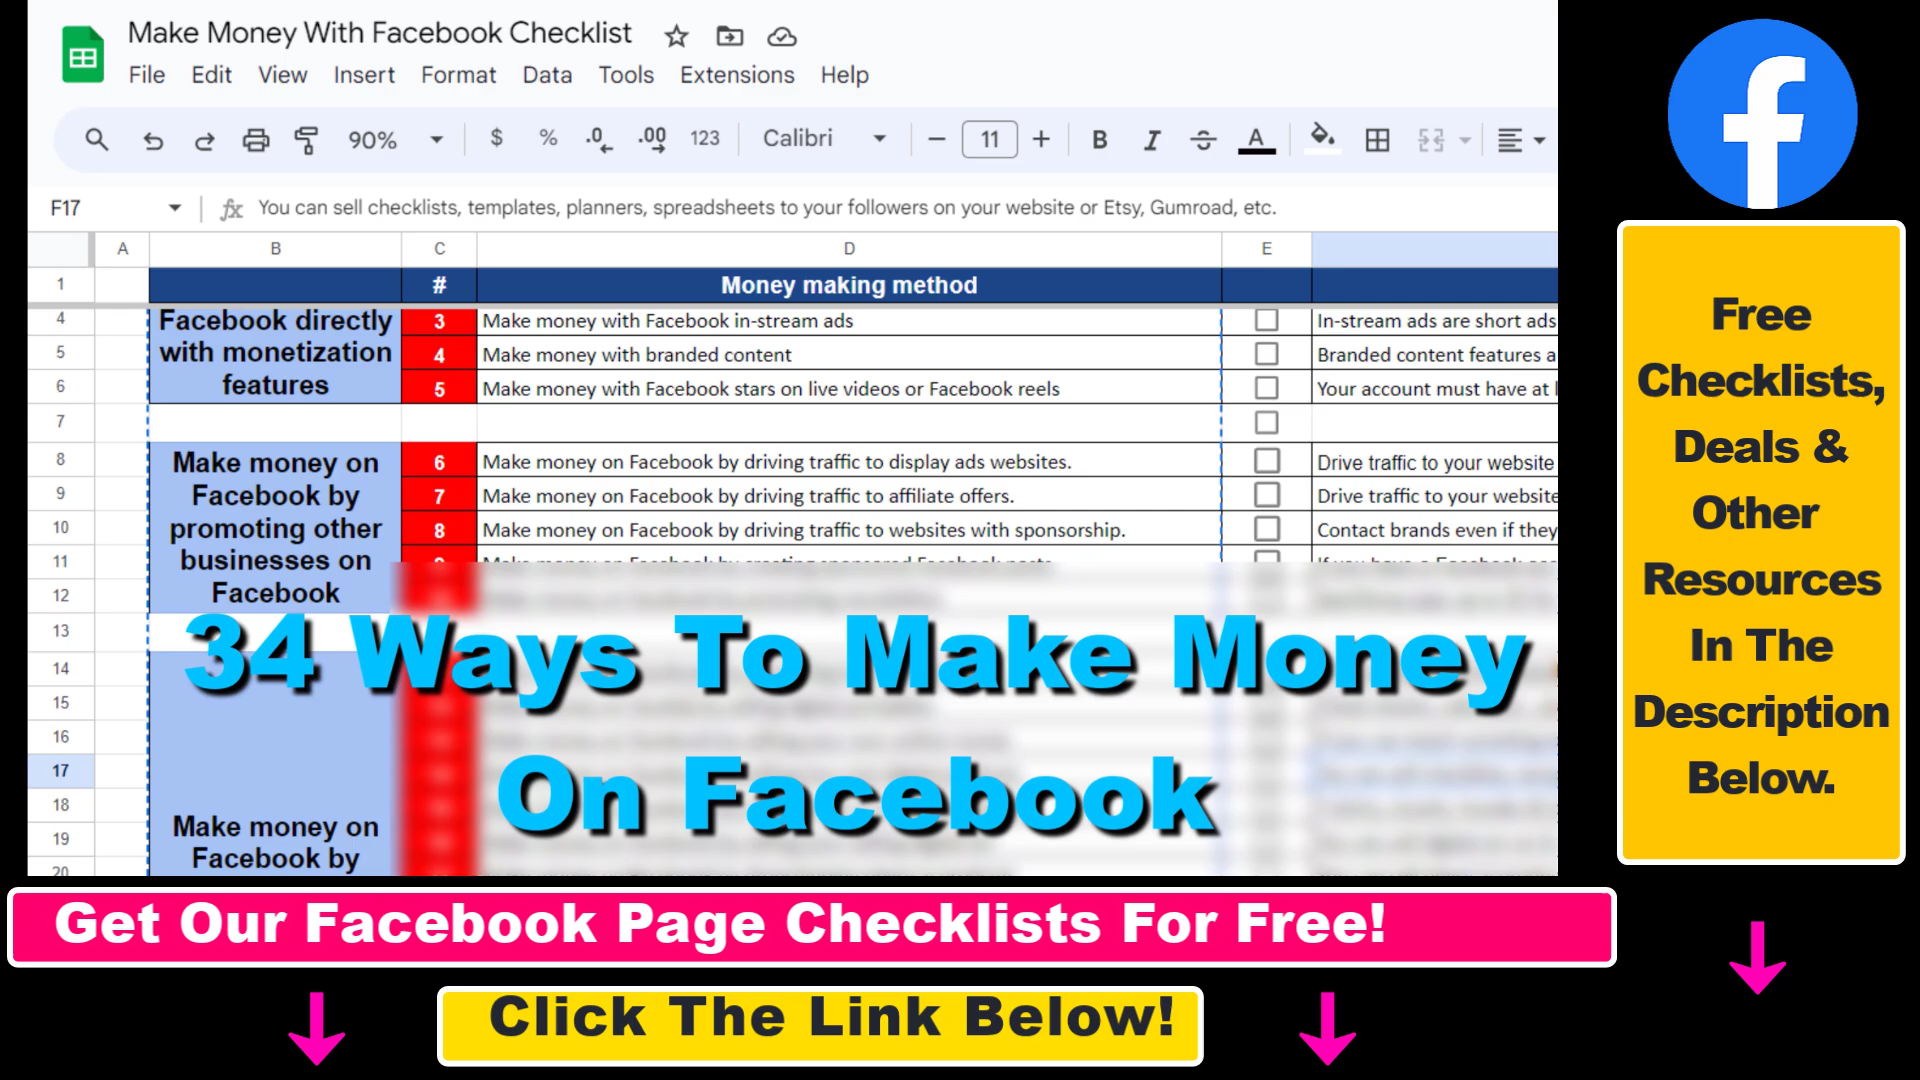 Make Money With Facebook Checklist
File Edit View Insert Format Data Tools Extensions Help
90% $ % .0 .00 123 Calibri 11 B I S A
F17 fx You can sell checklists, templates, planners, spreadsheets to your followers on your website or Etsy, Gumroad, etc.
A B C D E
1 # Money making method
4 3 Make money with Facebook in-stream ads In-stream ads are short ads
5 4 Make money with branded content Branded content features a
6 5 Make money with Facebook stars on live videos or Facebook reels Your account must have at
Facebook directly
with monetization
features
7
8 6 Make money on Facebook by driving traffic to display ads websites. Drive traffic to your website
9 7 Make money on Facebook by driving traffic to affiliate offers. Drive traffic to your website
10 8 Make money on Facebook by driving traffic to websites with sponsorship. Contact brands even if they
11
12
Make money on
Facebook by
promoting other
businesses on
Facebook
13
14
15
16
17
18
19
20
Make money on
Facebook by
34 Ways To Make Money
On Facebook
Free
Checklists,
Deals &
Other
Resources
In The
Description
Below.
Get Our Facebook Page Checklists For Free!
Click The Link Below!